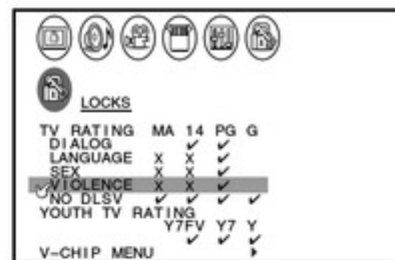 LOCKS
TV RATING MA 14 PG G
DIALOG ✓ ✓
LANGUAGE X X ✓
SEX X X ✓
VIOLENCE X X ✓
NO DLSV ✓ ✓ ✓ ✓
YOUTH TV RATING
Y7FV Y7 Y
✓ ✓ ✓
V-CHIP MENU